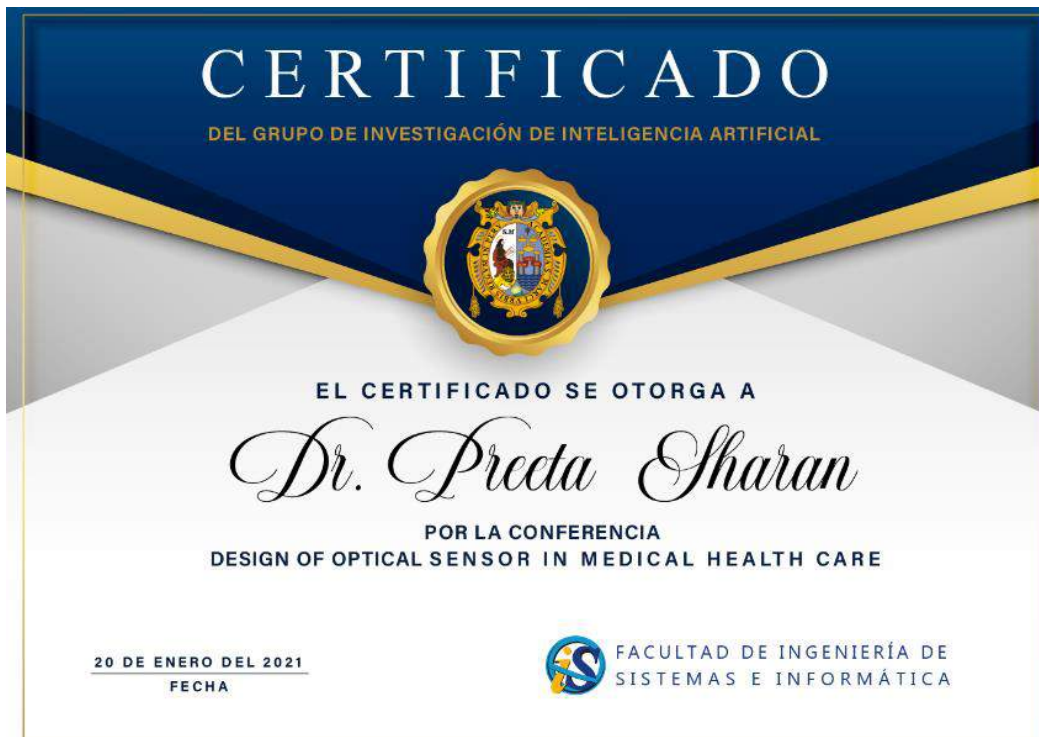 CERTIFICADO
DEL GRUPO DE INVESTIGACIÓN DE INTELIGENCIA ARTIFICIAL
S.M
EL CERTIFICADO SE OTORGA A
Dr. Preeta Sharan
POR LA CONFERENCIA
DESIGN OF OPTICAL SENSOR IN MEDICAL HEALTH CARE
20 DE ENERO DEL 2021
FECHA
iS
FACULTAD DE INGENIERÍA DE
SISTEMAS E INFORMÁTICA